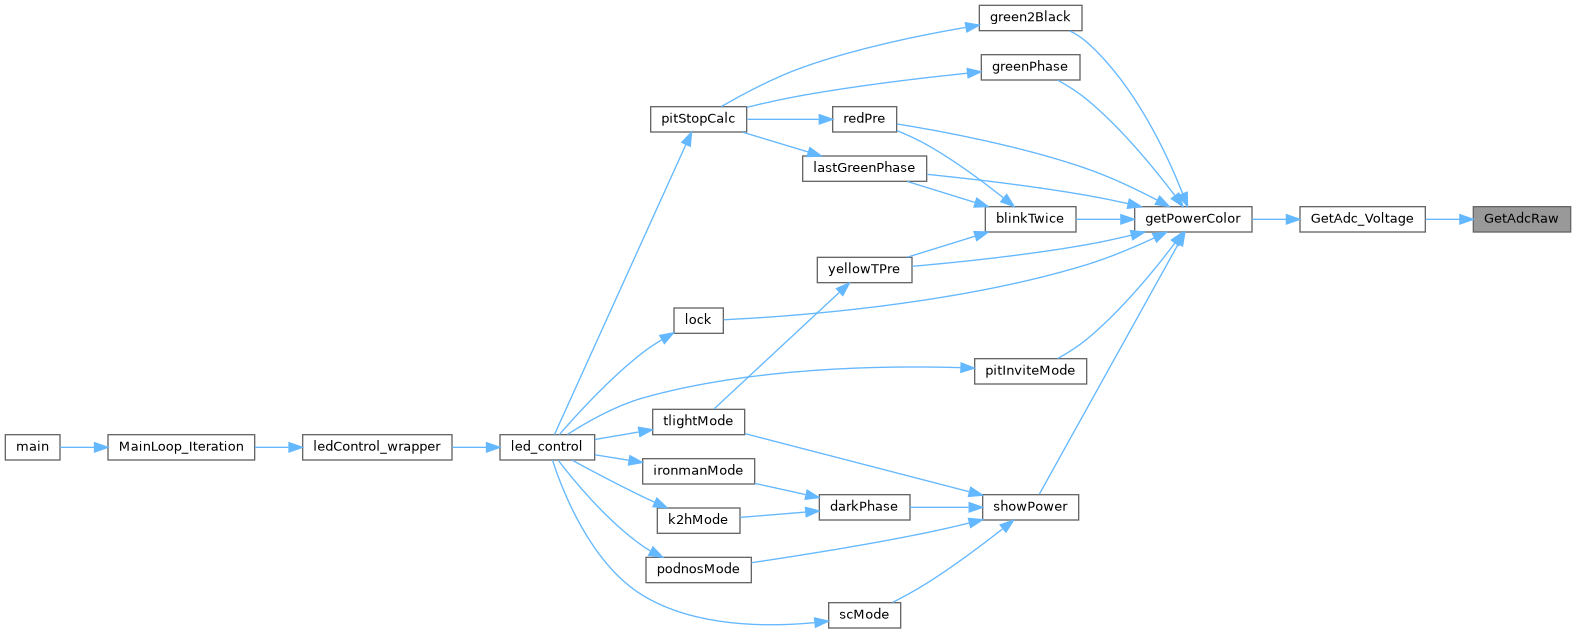 green2Black
greenPhase
pitStopCalc
redPre
lastGreenPhase
blinkTwice
getPowerColor
GetAdc_Voltage
GetAdcRaw
yellowTPre
lock
pitInviteMode
tlightMode
main
MainLoop_Iteration
ledControl_wrapper
led_control
ironmanMode
darkPhase
showPower
k2hMode
podnosMode
scMode